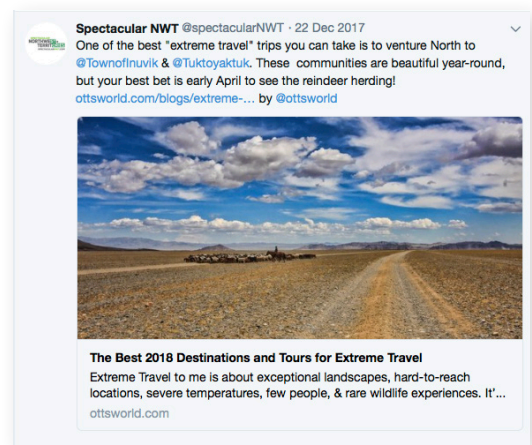 Spectacular NWT @spectacularNWT · 22 Dec 2017
One of the best "extreme travel" trips you can take is to venture North to
@TownofInuvik & @Tuktoyaktuk. These communities are beautiful year-round,
but your best bet is early April to see the reindeer herding!
ottsworld.com/blogs/extreme-... by @ottsworld
The Best 2018 Destinations and Tours for Extreme Travel
Extreme Travel to me is about exceptional landscapes, hard-to-reach
locations, severe temperatures, few people, & rare wildlife experiences. It'...
ottsworld.com